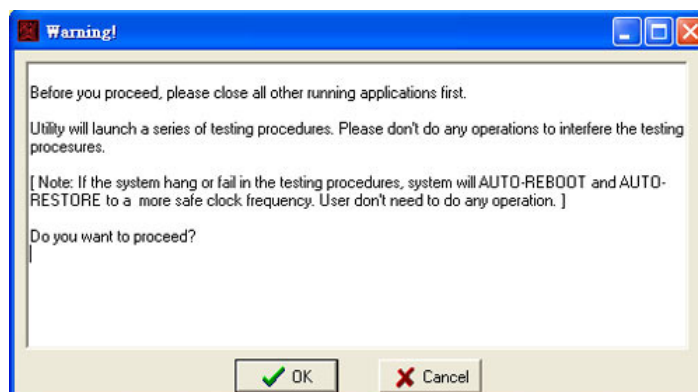 Warning!
Before you proceed, please close all other running applications first.
Utility will launch a series of testing procedures. Please don't do any operations to interfere the testing
procesures.
[ Note: If the system hang or fail in the testing procedures, system will AUTO-REBOOT and AUTO-
RESTORE to a more safe clock frequency. User don't need to do any operation. ]
Do you want to proceed?
OK
Cancel